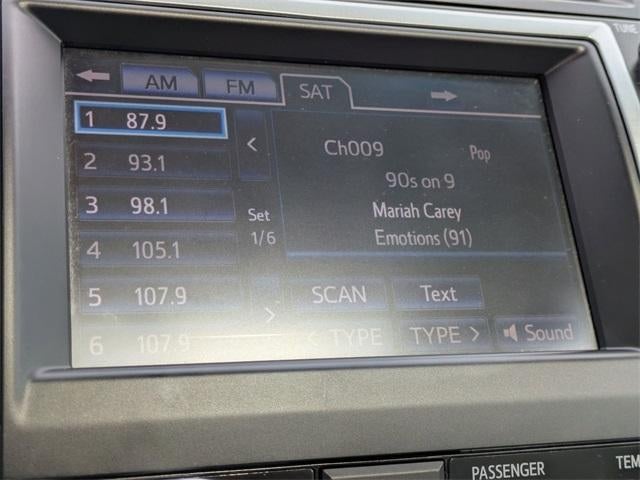 TUNE
AM FM SAT
1 87.9
2 93.1
3 98.1
4 105.1
5 107.9
6 107.9
<
Set
1/6
>
Ch009 Pop
90s on 9
Mariah Carey
Emotions (91)
SCAN Text
< TYPE TYPE > Sound
PASSENGER TEM